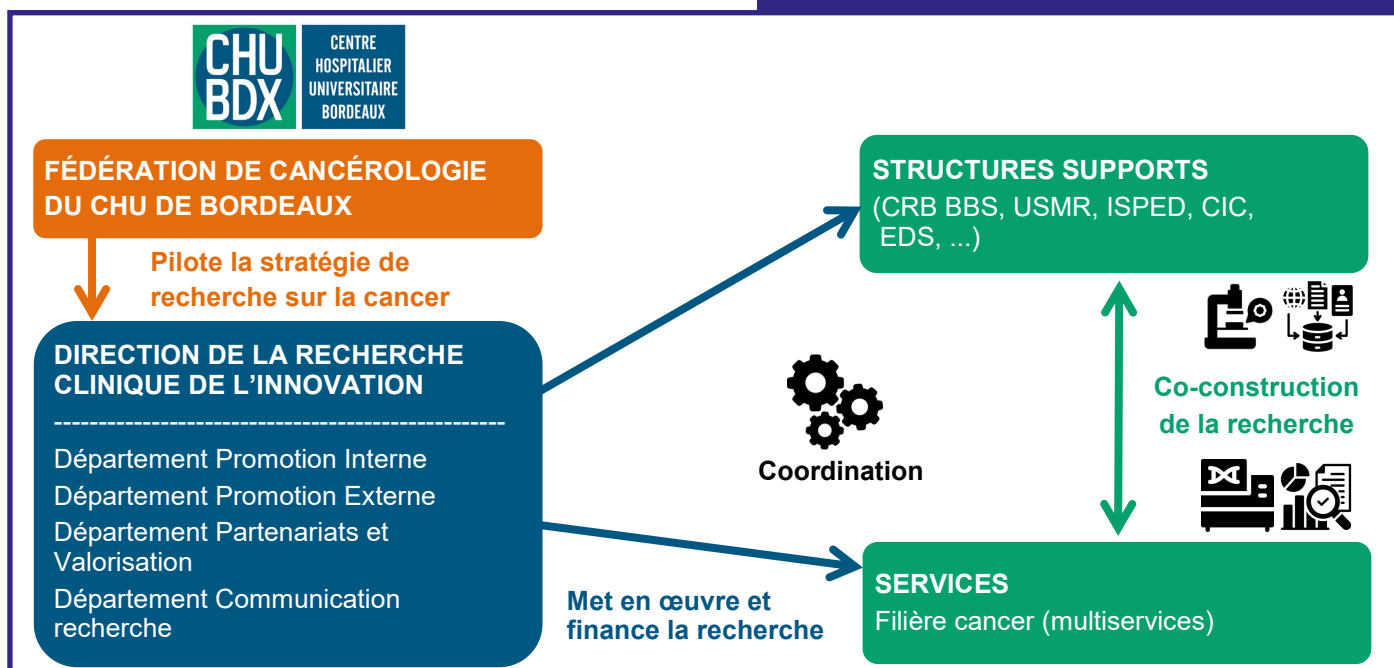 CHU
BDX
CENTRE
HOSPITALIER
UNIVERSITAIRE
BORDEAUX
FÉDÉRATION DE CANCÉROLOGIE
DU CHU DE BORDEAUX
Pilote la stratégie de
recherche sur la cancer
DIRECTION DE LA RECHERCHE
CLINIQUE DE L’INNOVATION
---------------------------------------------------
Département Promotion Interne
Département Promotion Externe
Département Partenariats et
Valorisation
Département Communication
recherche
Coordination
Met en œuvre et
finance la recherche
STRUCTURES SUPPORTS
(CRB BBS, USMR, ISPED, CIC,
EDS, ...)
Co-construction
de la recherche
SERVICES
Filière cancer (multiservices)